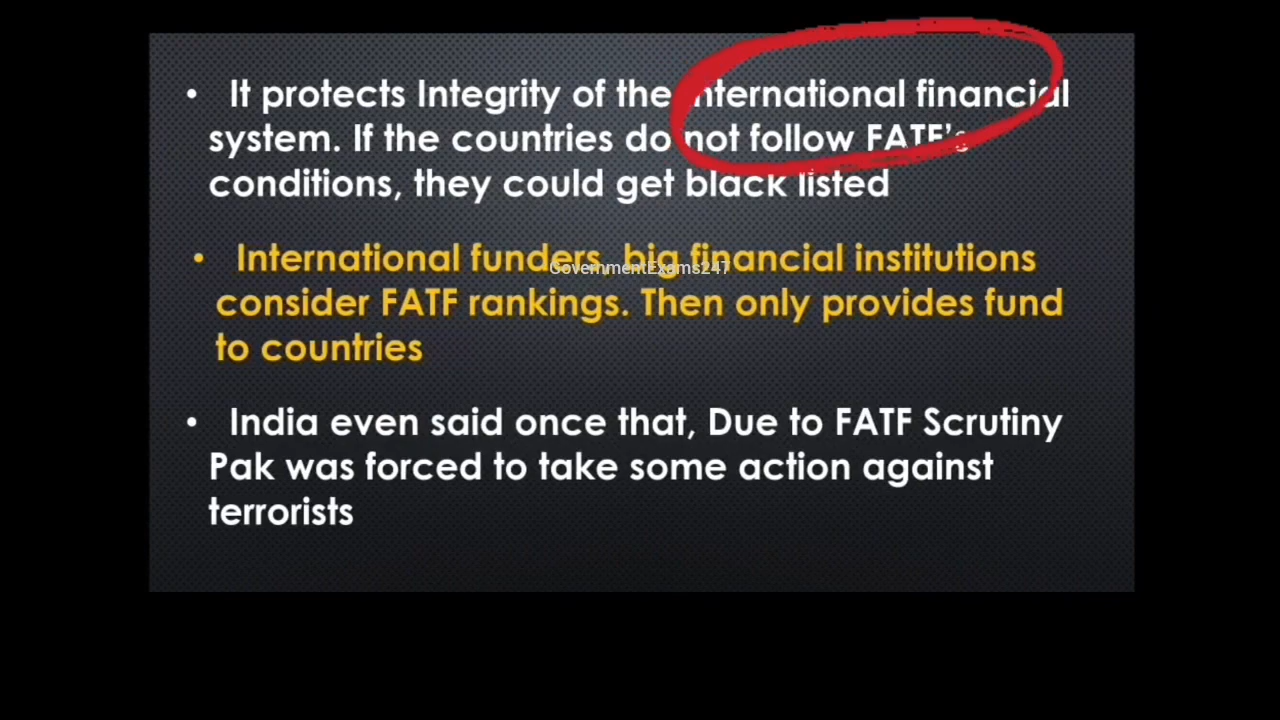 • It protects Integrity of the international financial
system. If the countries do not follow FATF's
conditions, they could get black listed
• International funders, big financial institutions
GovernmentExams247
consider FATF rankings. Then only provides fund
to countries
• India even said once that, Due to FATF Scrutiny
Pak was forced to take some action against
terrorists